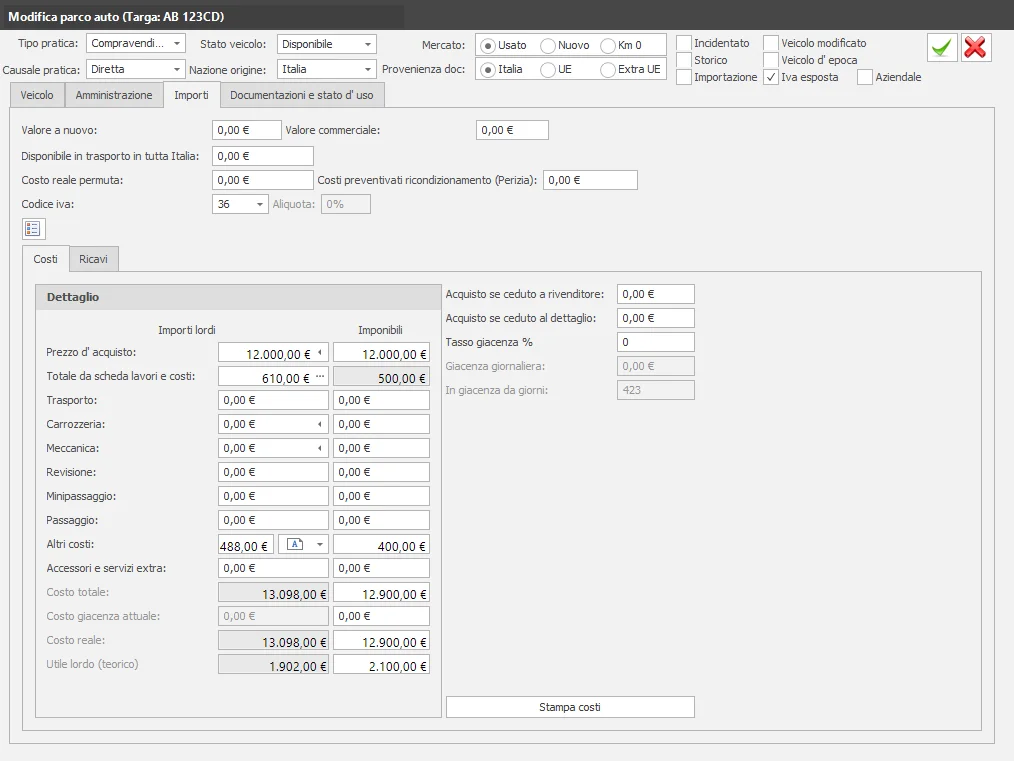 Modifica parco auto (Targa: AB 123CD)
Tipo pratica: Compravendi... Stato veicolo: Disponibile Mercato: Usato Nuovo Km 0 Incidentato Veicolo modificato
Storico Veicolo d' epoca
Causale pratica: Diretta Nazione origine: Italia Provenienza doc: Italia UE Extra UE Importazione Iva esposta Aziendale
Veicolo Amministrazione Importi Documentazioni e stato d' uso
Valore a nuovo: 0,00 € Valore commerciale: 0,00 €
Disponibile in trasporto in tutta Italia: 0,00 €
Costo reale permuta: 0,00 € Costi preventivati ricondizionamento (Perizia): 0,00 €
Codice iva: 36 Aliquota: 0%
Costi Ricavi
Dettaglio Acquisto se ceduto a rivenditore: 0,00 €
Acquisto se ceduto al dettaglio: 0,00 €
Importi lordi Imponibili
Tasso giacenza % 0
Prezzo d' acquisto: 12.000,00 € 12.000,00 €
Giacenza giornaliera: 0,00 €
Totale da scheda lavori e costi: 610,00 € ... 500,00 €
In giacenza da giorni: 423
Trasporto: 0,00 € 0,00 €
Carrozzeria: 0,00 € 0,00 €
Meccanica: 0,00 € 0,00 €
Revisione: 0,00 € 0,00 €
Minipassaggio: 0,00 € 0,00 €
Passaggio: 0,00 € 0,00 €
Altri costi: 488,00 € A 400,00 €
Accessori e servizi extra: 0,00 € 0,00 €
Costo totale: 13.098,00 € 12.900,00 €
Costo giacenza attuale: 0,00 € 0,00 €
Costo reale: 13.098,00 € 12.900,00 €
Utile lordo (teorico) 1.902,00 € 2.100,00 €
Stampa costi